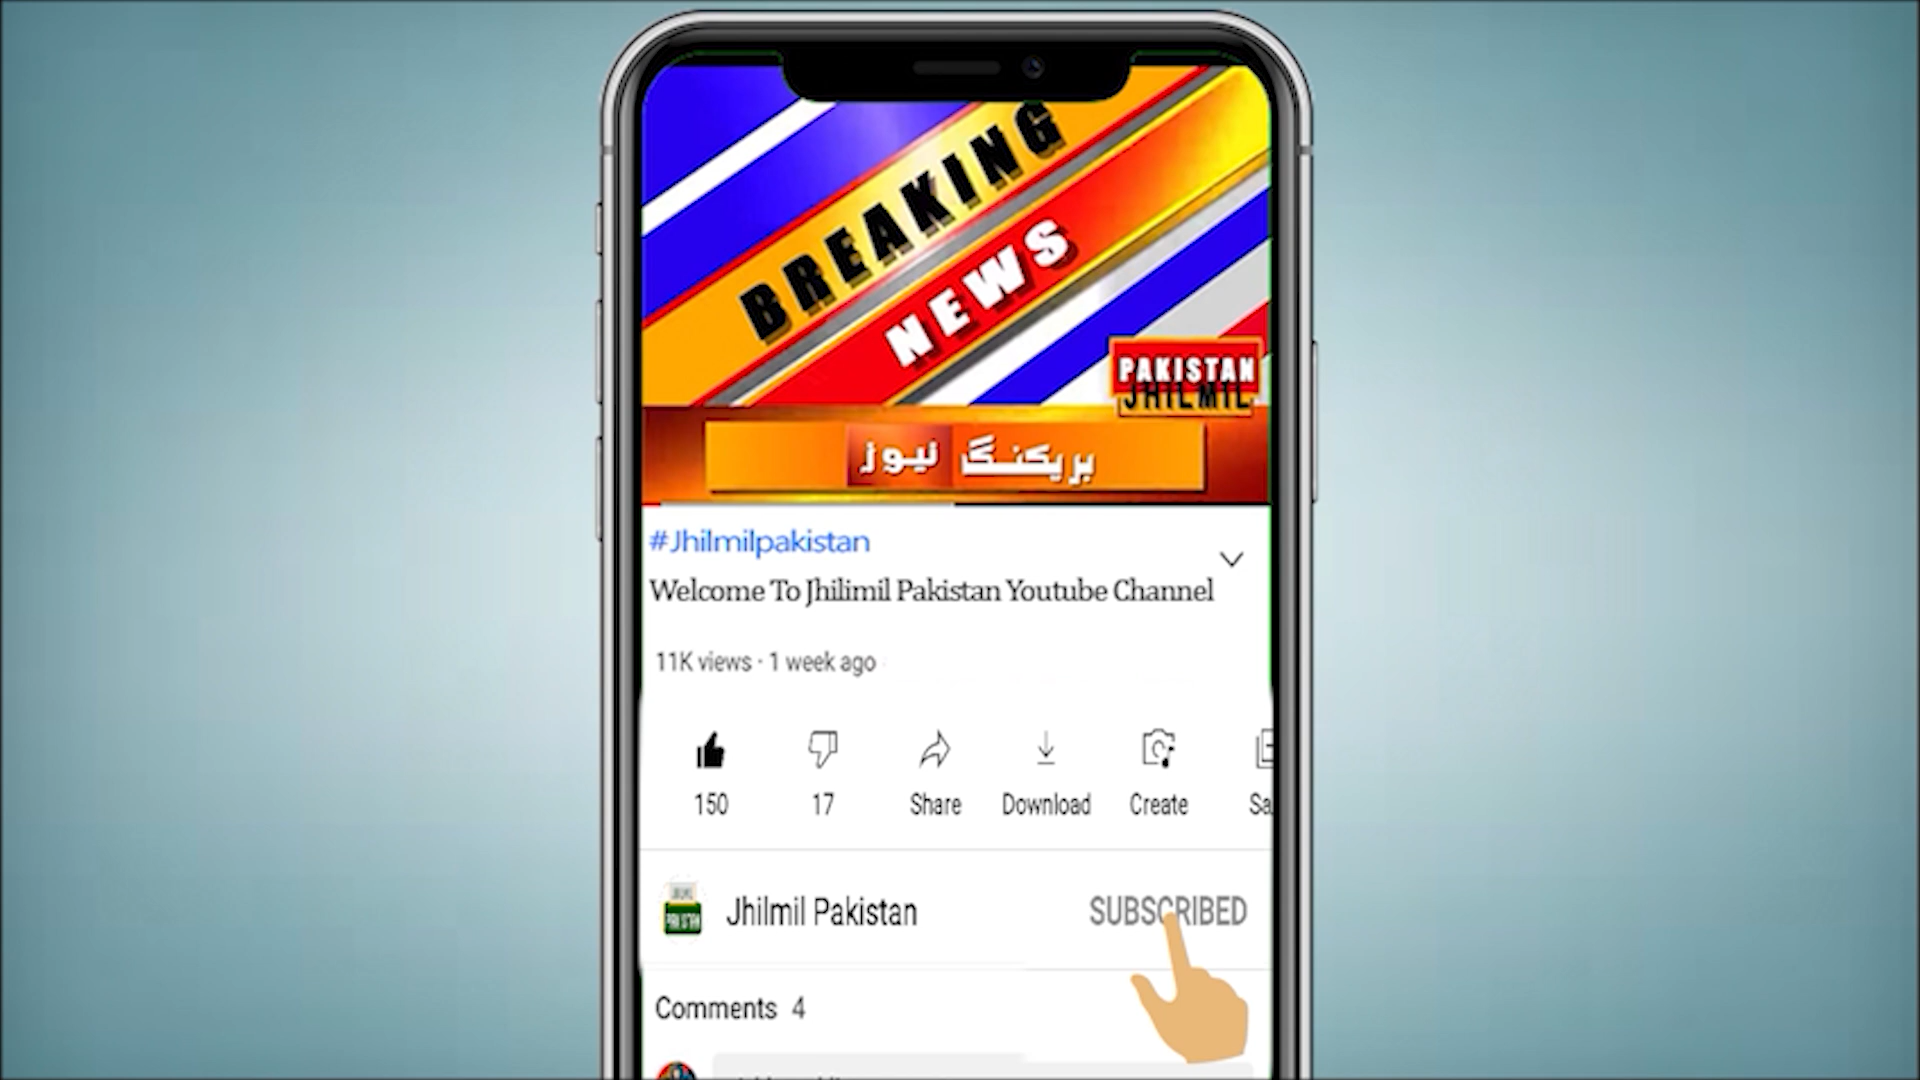 BREAKING
NEWS
PAKISTAN
JHILMIL
بریکنگ نیوز
#Jhilmilpakistan
Welcome To Jhilimil Pakistan Youtube Channel
11K views · 1 week ago
150
17
Share
Download
Create
Sa
Jhilmil Pakistan
SUBSCRIBED
Comments 4